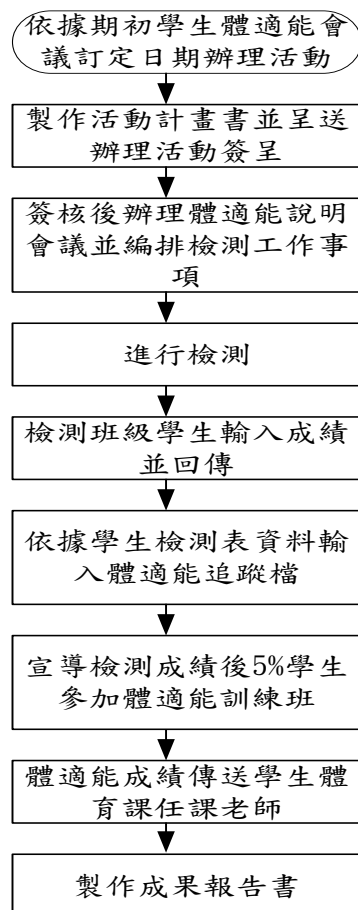 依據期初學生體適能會
議訂定日期辦理活動
製作活動計畫書並呈送
辦理活動簽呈
簽核後辦理體適能說明
會議並編排檢測工作事
項
進行檢測
檢測班級學生輸入成績
並回傳
依據學生檢測表資料輸
入體適能追蹤檔
宣導檢測成績後5%學生
參加體適能訓練班
體適能成績傳送學生體
育課任課老師
製作成果報告書